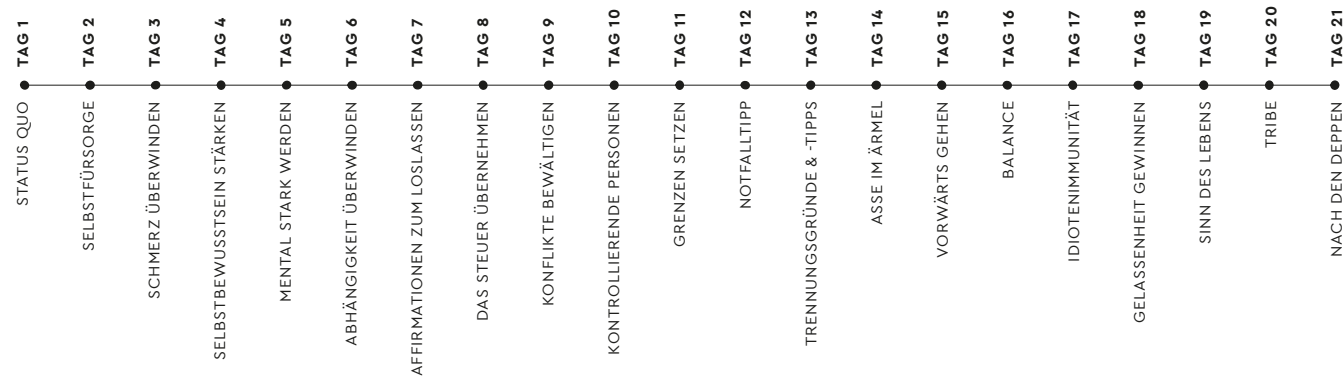 TAG 1
STATUS QUO
TAG 2
SELBSTFÜRSORGE
TAG 3
SCHMERZ ÜBERWINDEN
TAG 4
SELBSTBEWUSSTSEIN STÄRKEN
TAG 5
MENTAL STARK WERDEN
TAG 6
ABHÄNGIGKEIT ÜBERWINDEN
TAG 7
AFFIRMATIONEN ZUM LOSLASSEN
TAG 8
DAS STEUER ÜBERNEHMEN
TAG 9
KONFLIKTE BEWÄLTIGEN
TAG 10
KONTROLLIERENDE PERSONEN
TAG 11
GRENZEN SETZEN
TAG 12
NOTFALLTIPP
TAG 13
TRENNUNGSGRÜNDE & -TIPPS
TAG 14
ASSE IM ÄRMEL
TAG 15
VORWÄRTS GEHEN
TAG 16
BALANCE
TAG 17
IDIOTENIMMUNITÄT
TAG 18
GELASSENHEIT GEWINNEN
TAG 19
SINN DES LEBENS
TAG 20
TRIBE
TAG 21
NACH DEN DEPPEN